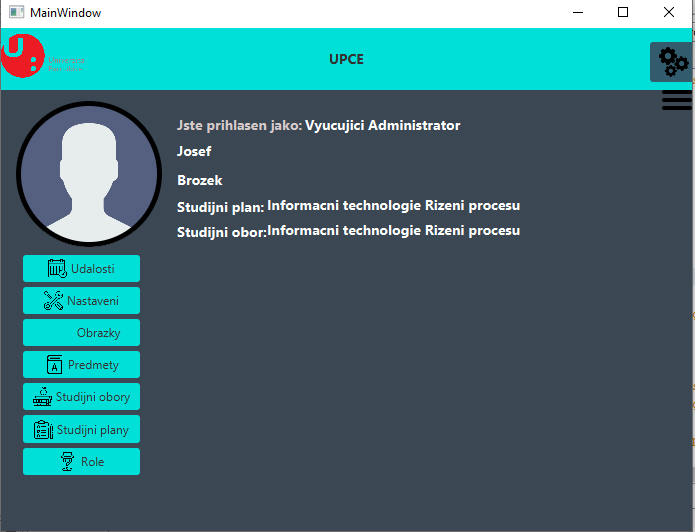 MainWindow
UPCE
Jste prihlasen jako: Vyucujici Administrator
Josef
Brozek
Studijni plan: Informacni technologie Rizeni procesu
Studijni obor: Informacni technologie Rizeni procesu
Udalosti
Nastaveni
Obrazky
Predmety
Studijni obory
Studijni plany
Role